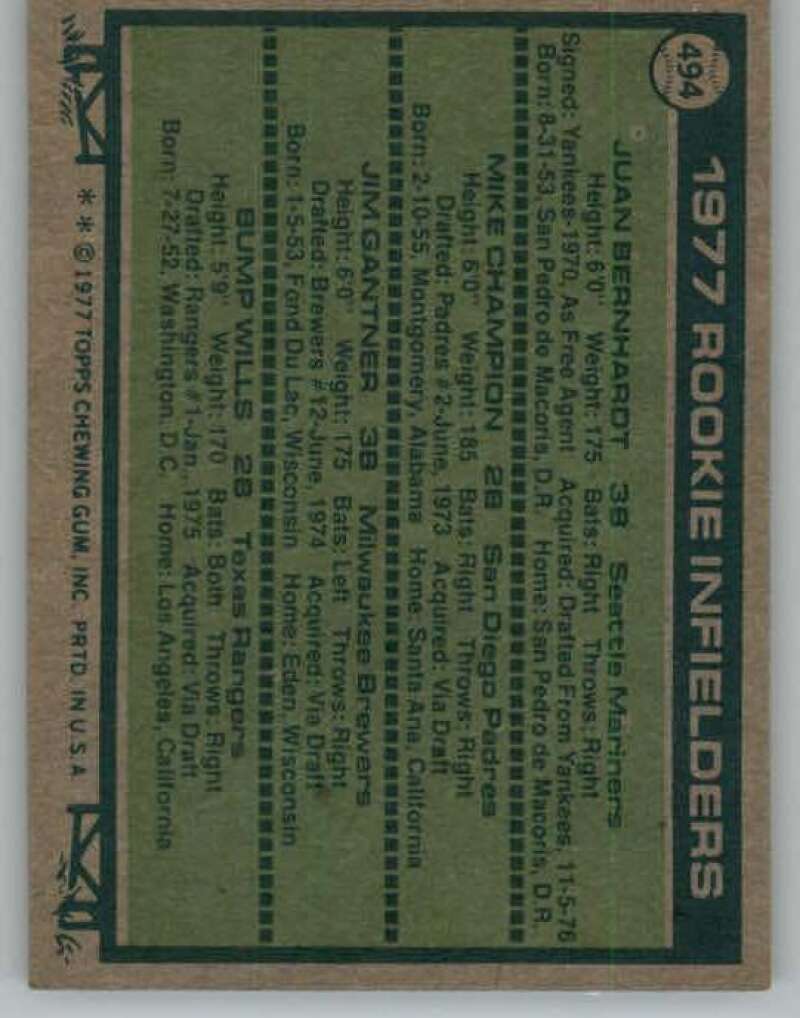 494
1977 ROOKIE INFIELDERS
JUAN BERNHARDT 3B Seattle Mariners
Height: 6'0" Weight: 175 Bats: Right Throws: Right
Signed: Yankees-1970, As Free Agent Acquired: Drafted From Yankees, 11-5-76
Born: 8-31-53, San Pedro de Macoris, D.R. Home: San Pedro de Macoris, D.R.
MIKE CHAMPION 2B San Diego Padres
Height: 6'0" Weight: 185 Bats: Right Throws: Right
Drafted: Padres #2-June, 1973 Acquired: Via Draft
Born: 2-10-55, Montgomery, Alabama Home: Santa Ana, California
JIM GANTNER 3B Milwaukee Brewers
Height: 6'0" Weight: 175 Bats: Left Throws: Right
Drafted: Brewers #12-June, 1974 Acquired: Via Draft
Born: 1-5-53, Fond Du Lac, Wisconsin Home: Eden, Wisconsin
BUMP WILLS 2B Texas Rangers
Height: 5'9" Weight: 170 Bats: Both Throws: Right
Drafted: Rangers #1-Jan., 1975 Acquired: Via Draft
Born: 7-27-52, Washington, D.C. Home: Los Angeles, California
* * © 1977 TOPPS CHEWING GUM, INC. PRTD. IN U.S.A.